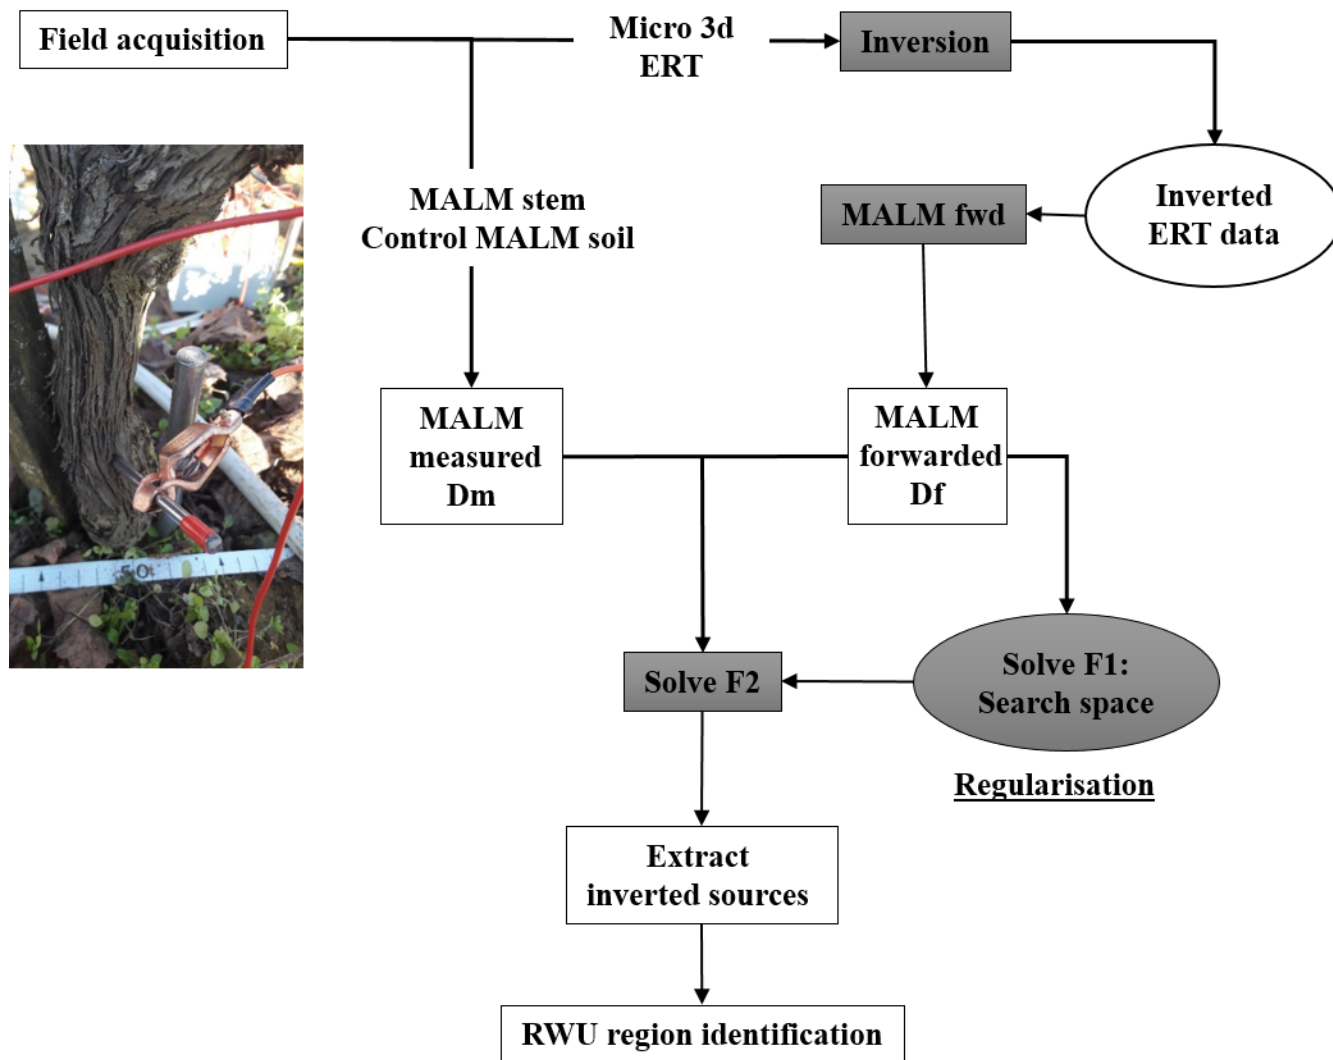 Field acquisition
Micro 3d
ERT
Inversion
Inverted
ERT data
MALM fwd
MALM stem
Control MALM soil
MALM
measured
Dm
MALM
forwarded
Df
50
Solve F2
Solve F1:
Search space
Regularisation
Extract
inverted sources
RWU region identification